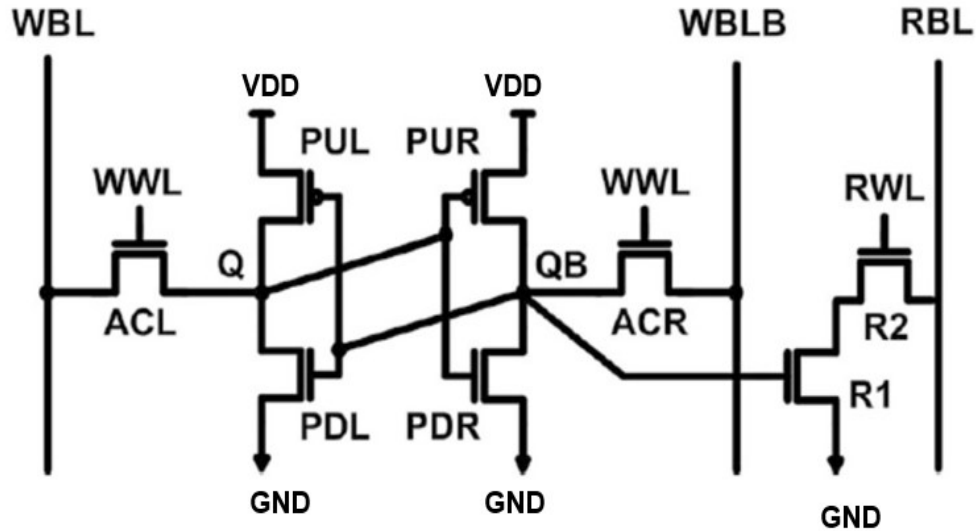 WBL
WBLB
RBL
VDD
VDD
PUL
PUR
WWL
WWL
RWL
Q
QB
ACL
ACR
R2
R1
PDL
PDR
GND
GND
GND